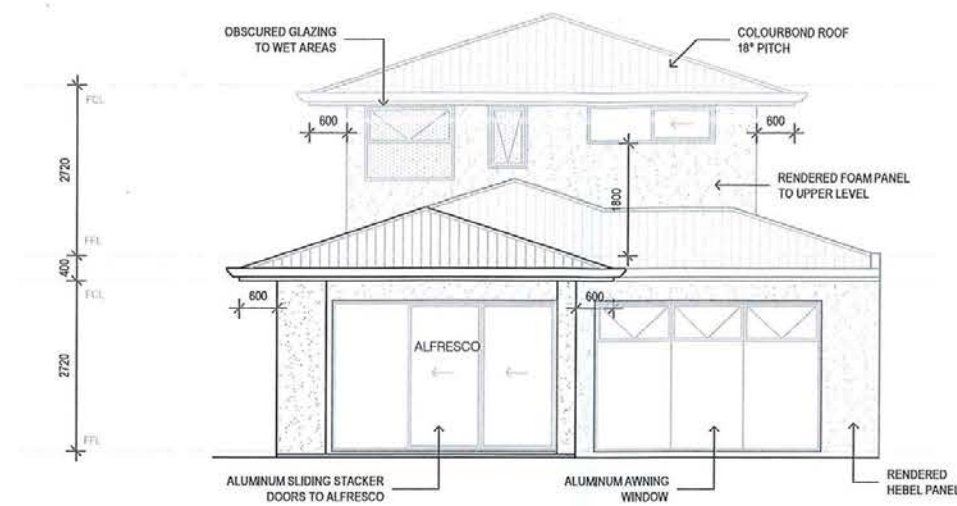 OBSCURED GLAZING
TO WET AREAS
COLOURBOND ROOF
18° PITCH
FCL
600
600
2720
RENDERED FOAM PANEL
TO UPPER LEVEL
1800
FFL
400
FCL
600
600
ALFRESCO
2720
FFL
ALUMINUM SLIDING STACKER
DOORS TO ALFRESCO
ALUMINUM AWNING
WINDOW
RENDERED
HEBEL PANEL